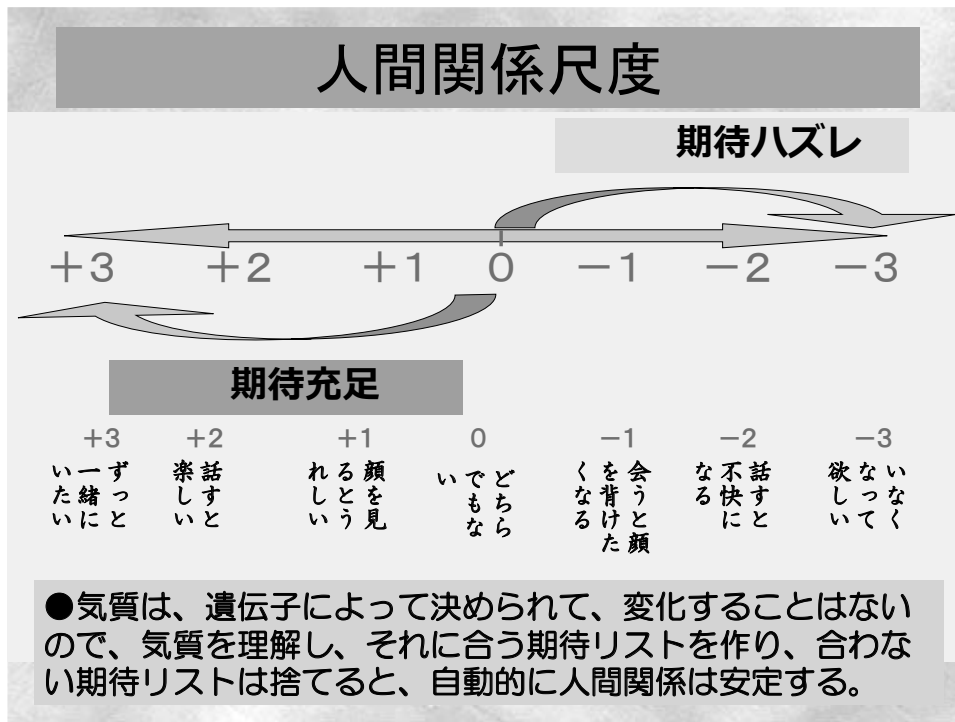 人間関係尺度
期待ハズレ
+3 +2 +1 0 −1 −2 −3
期待充足
+3 +2 +1 0 −1 −2 −3
ずっと
一緒に
いたい
話すと
楽しい
顔を見
るとう
れしい
どちら
でもな
い
会うと顔
を背けた
くなる
話すと
不快に
なる
いなく
なって
欲しい
●気質は、遺伝子によって決められて、変化することはない
ので、気質を理解し、それに合う期待リストを作り、合わな
い期待リストは捨てると、自動的に人間関係は安定する。